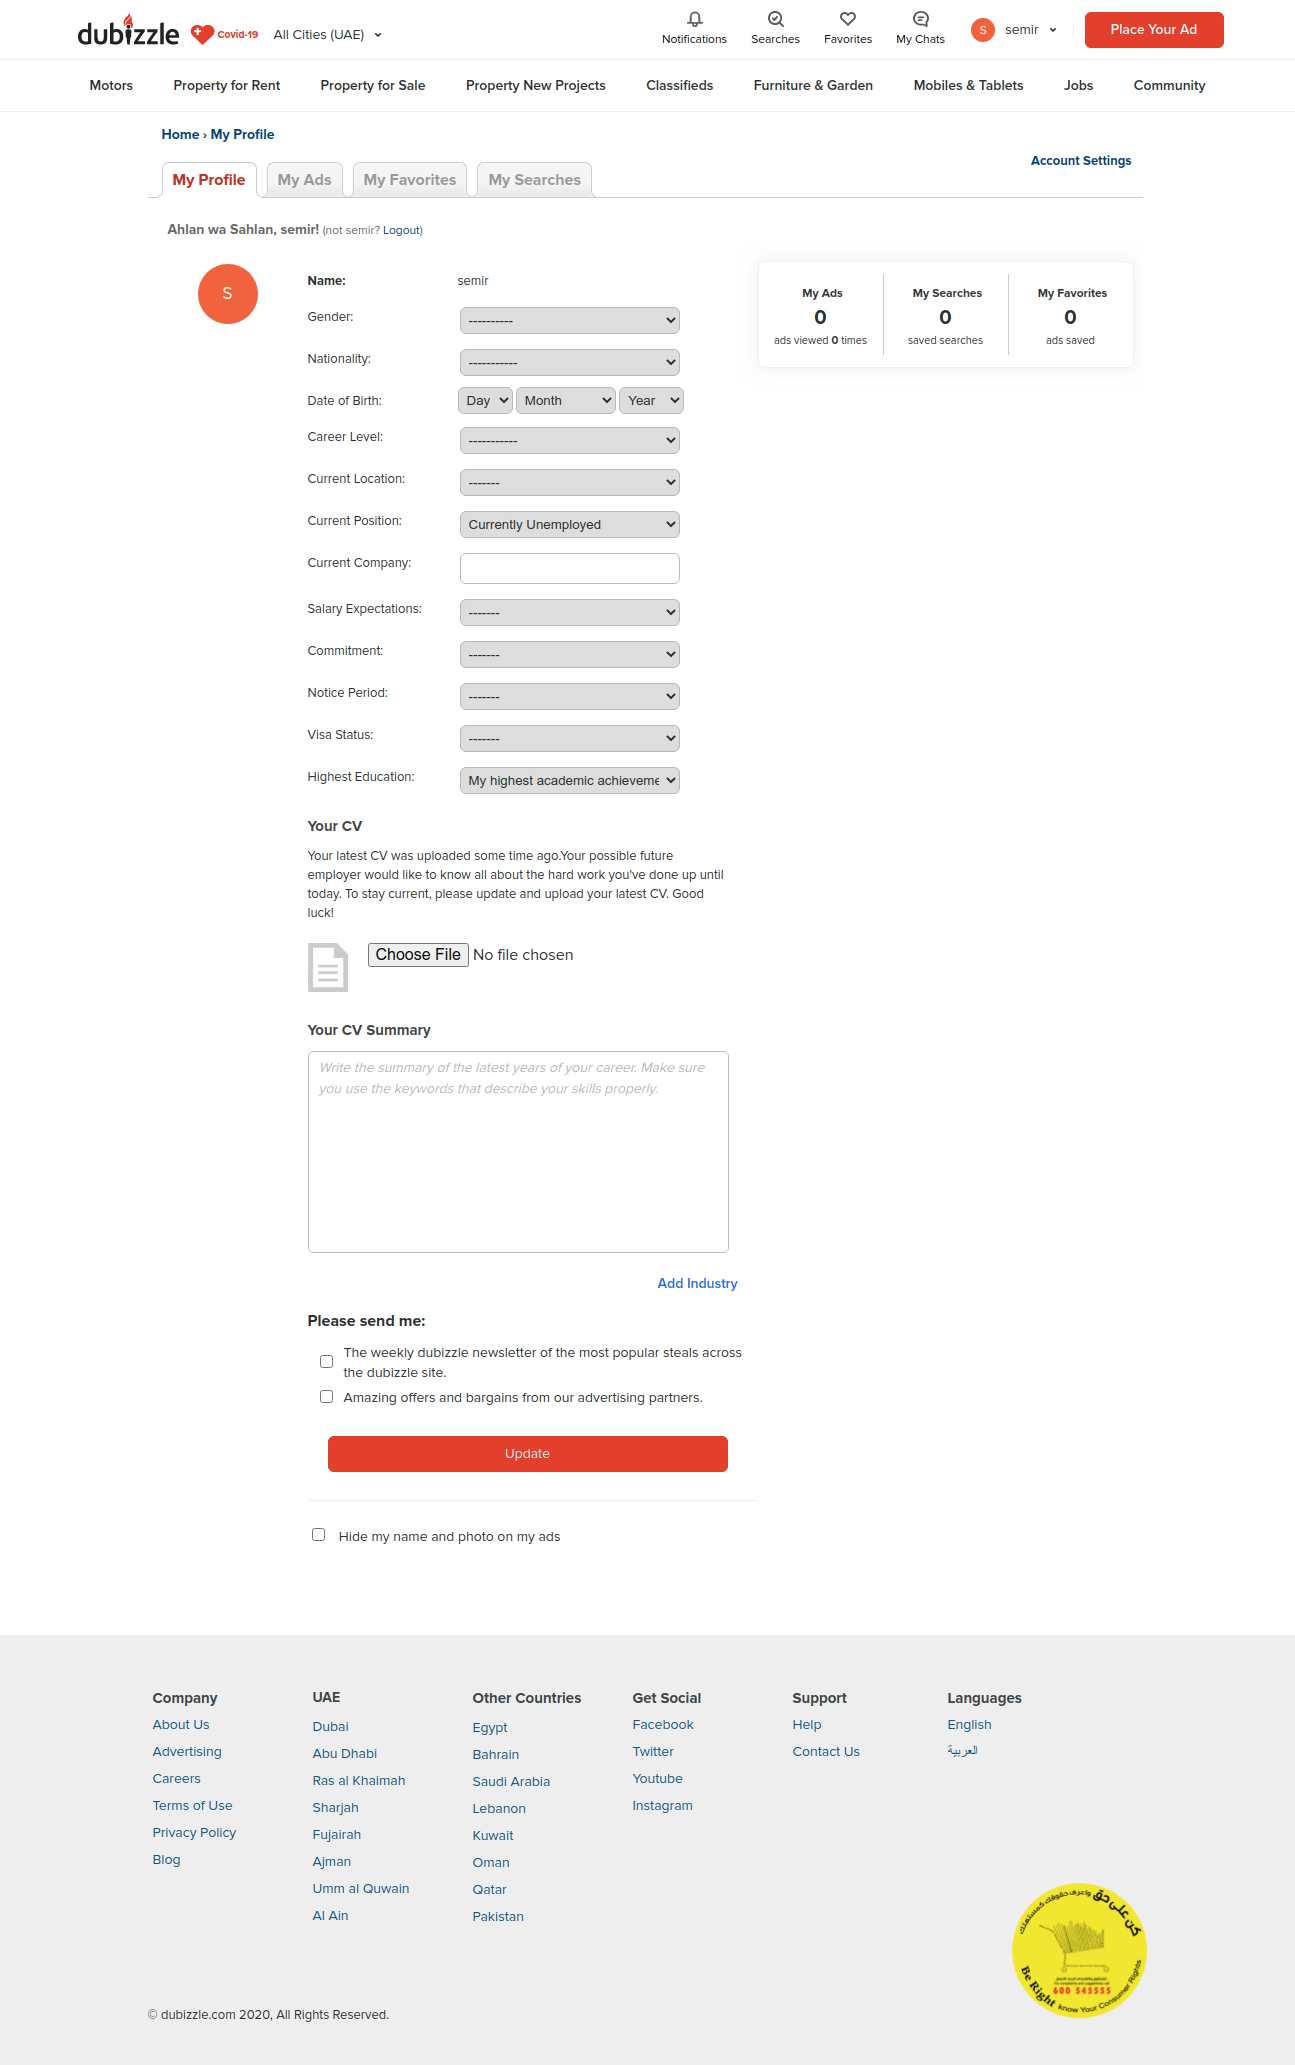 dubizzle Covid-19 All Cities (UAE)
Notifications Searches Favorites My Chats S semir Place Your Ad
Motors Property for Rent Property for Sale Property New Projects Classifieds Furniture & Garden Mobiles & Tablets Jobs Community
Home › My Profile
Account Settings
My Profile My Ads My Favorites My Searches
Ahlan wa Sahlan, semir! (not semir? Logout)
S
Name: semir
Gender: ----------
Nationality: -----------
Date of Birth: Day Month Year
Career Level: -----------
Current Location: -------
Current Position: Currently Unemployed
Current Company:
Salary Expectations: -------
Commitment: -------
Notice Period: -------
Visa Status: -------
Highest Education: My highest academic achieveme
My Ads My Searches My Favorites
0 0 0
ads viewed 0 times saved searches ads saved
Your CV
Your latest CV was uploaded some time ago.Your possible future
employer would like to know all about the hard work you've done up until
today. To stay current, please update and upload your latest CV. Good
luck!
Choose File No file chosen
Your CV Summary
Write the summary of the latest years of your career. Make sure
you use the keywords that describe your skills properly.
Add Industry
Please send me:
The weekly dubizzle newsletter of the most popular steals across
the dubizzle site.
Amazing offers and bargains from our advertising partners.
Update
Hide my name and photo on my ads
Company
About Us
Advertising
Careers
Terms of Use
Privacy Policy
Blog
UAE
Dubai
Abu Dhabi
Ras al Khaimah
Sharjah
Fujairah
Ajman
Umm al Quwain
Al Ain
Other Countries
Egypt
Bahrain
Saudi Arabia
Lebanon
Kuwait
Oman
Qatar
Pakistan
Get Social
Facebook
Twitter
Youtube
Instagram
Support
Help
Contact Us
Languages
English
العربية
كن على حق واعرف حقوقك كمستهلك
600 545555
Be Right know Your Consumer Rights
© dubizzle.com 2020, All Rights Reserved.